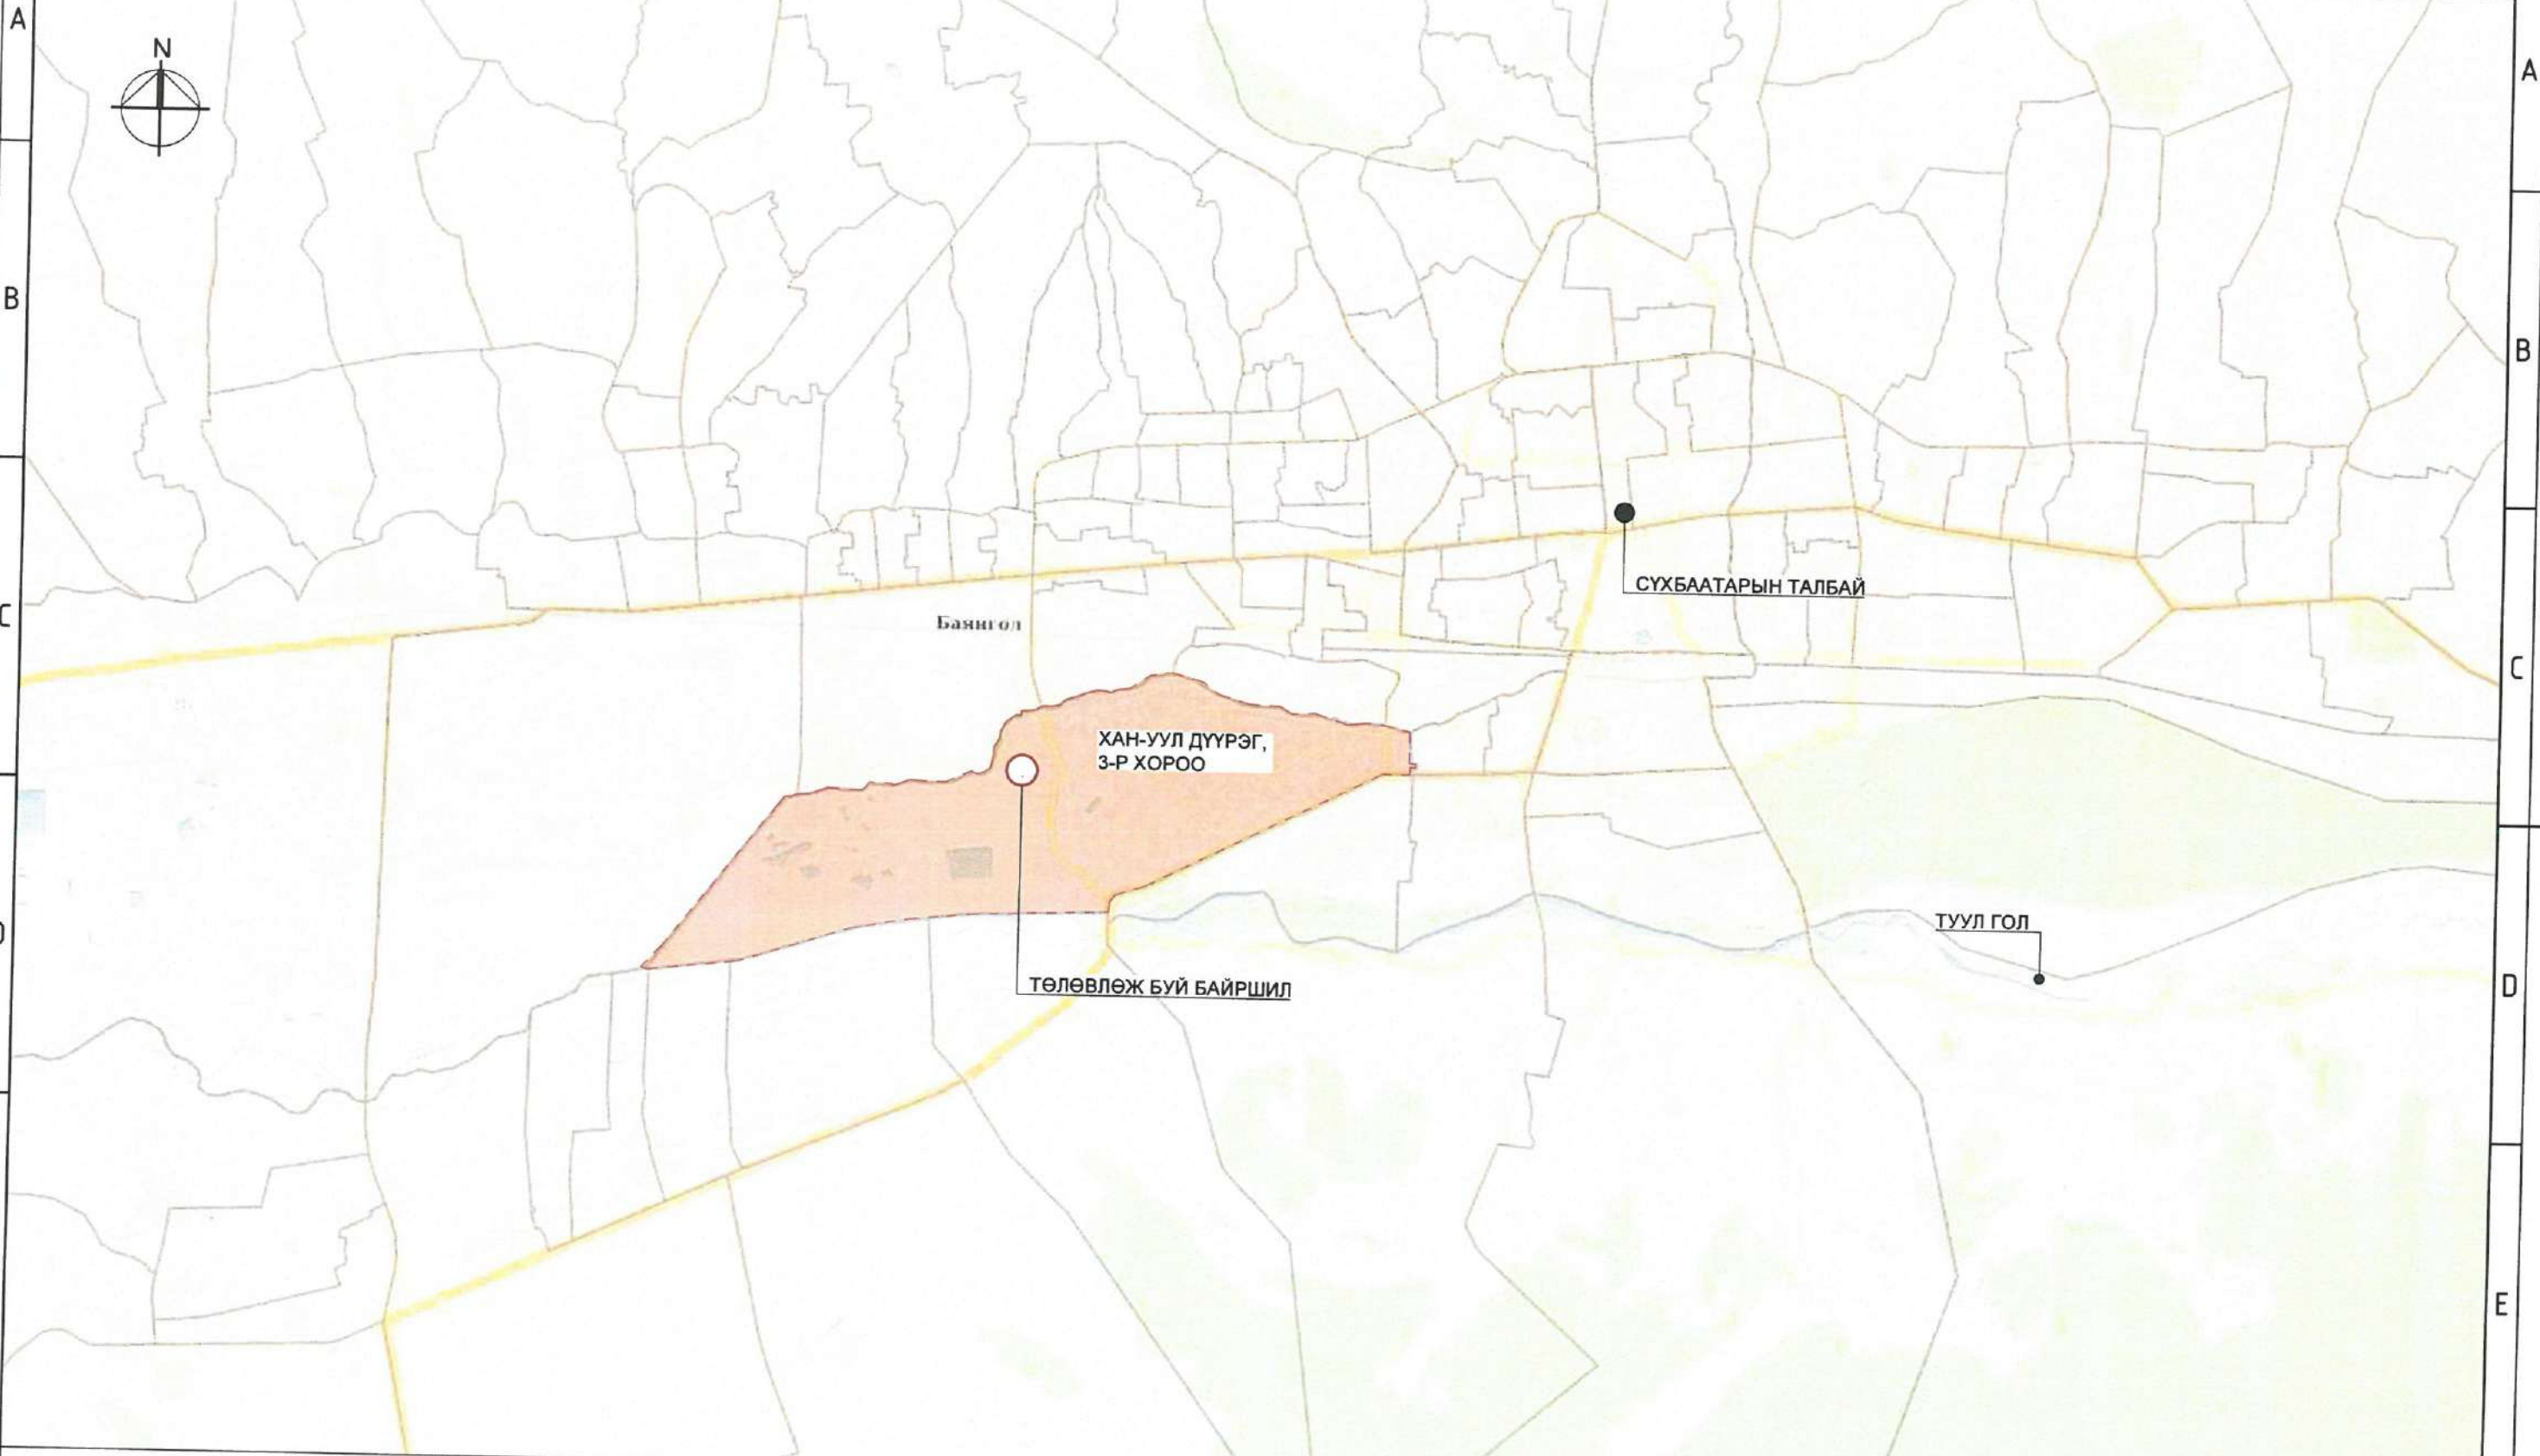 A
N
A
B
B
C
СҮХБААТАРЫН ТАЛБАЙ
Баянгол
C
ХАН-УУЛ ДҮҮРЭГ,
3-Р ХОРОО
ТУУЛ ГОЛ
ТӨЛӨВЛӨЖ БУЙ БАЙРШИЛ
D
E